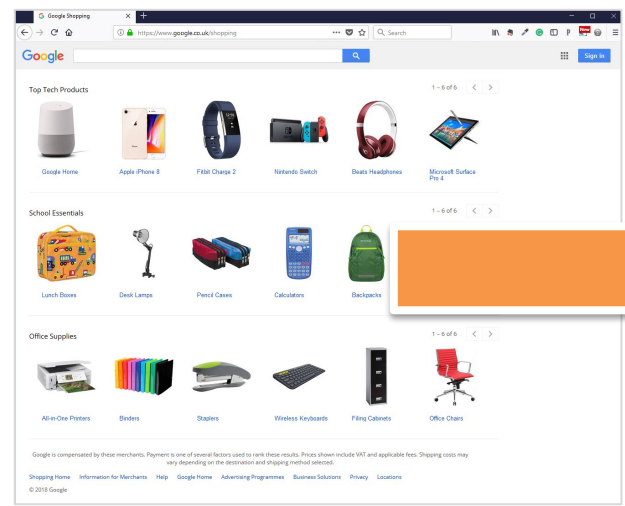 Google Shopping
https://www.google.co.uk/shopping
Search
Google
Sign in
Top Tech Products
1 – 6 of 6
Google Home
Apple iPhone 8
Fitbit Charge 2
Nintendo Switch
Beats Headphones
Microsoft Surface
Pro 4
School Essentials
1 – 6 of 6
Lunch Boxes
Desk Lamps
Pencil Cases
Calculators
Backpacks
Office Supplies
1 – 6 of 6
All-in-One Printers
Binders
Staplers
Wireless Keyboards
Filing Cabinets
Office Chairs
Google is compensated by these merchants. Payment is one of several factors used to rank these results. Prices shown include VAT and applicable fees. Shipping costs may
vary depending on the destination and shipping method selected.
Shopping Home Information for Merchants Help Google Home Advertising Programmes Business Solutions Privacy Locations
© 2018 Google